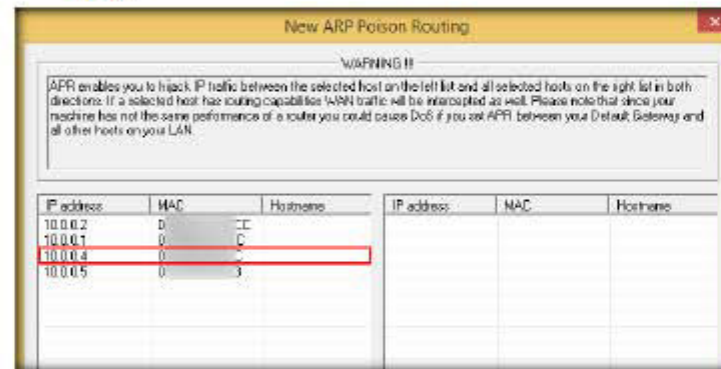 New ARP Poison Routing
WARNING !!!
APR enables you to hijack IP traffic between the selected host on the left list and all selected hosts on the right list in both
directions. If a selected host has routing capabilities WAN traffic will be intercepted as well. Please note that since your
machine has not the same performance of a router you could cause DoS if you set APR between your Default Gateway and
all other hosts on your LAN.
IP address MAC Hostname IP address MAC Hostname
10.0.0.2
10.0.0.1
10.0.0.4
10.0.0.5